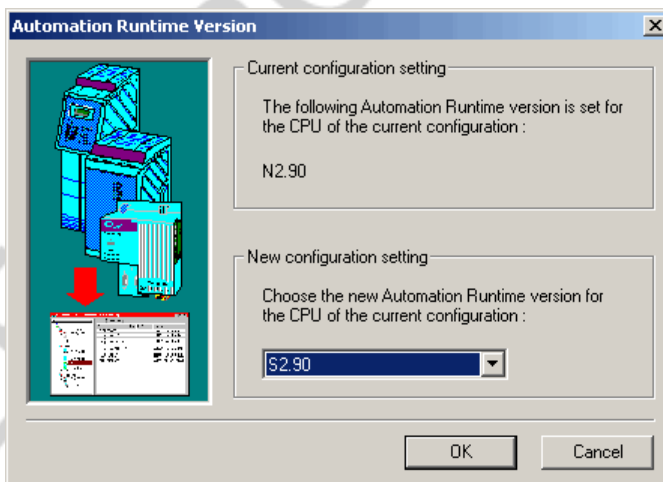 Automation Runtime Version
Current configuration setting
The following Automation Runtime version is set for
the CPU of the current configuration :
N2.90
New configuration setting
Choose the new Automation Runtime version for
the CPU of the current configuration :
S2.90
OK
Cancel